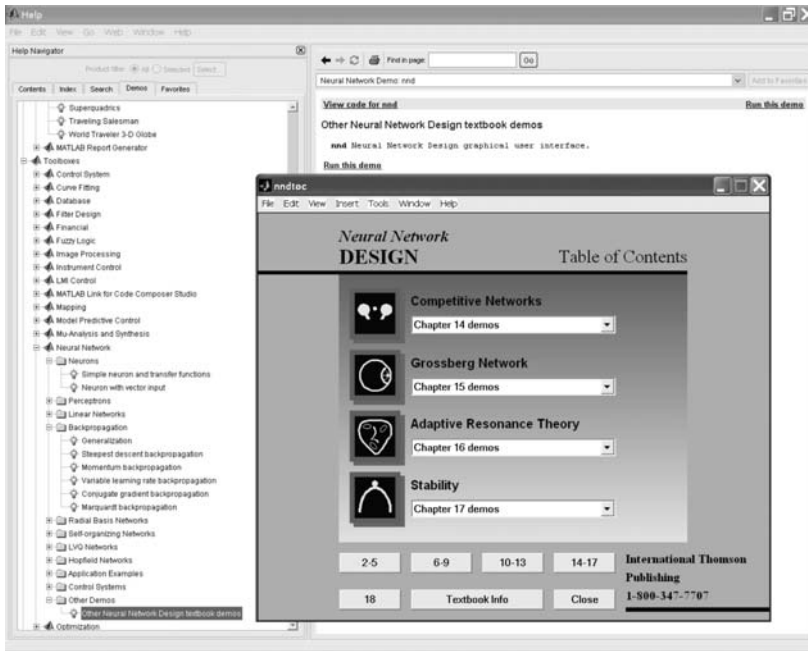 Help
File Edit View Go Web Window Help
Help Navigator
Product filter: All Selected Select...
Contents Index Search Demos Favorites
Superquadrics
Traveling Salesman
World Traveler 3-D Globe
MATLAB Report Generator
Toolboxes
Control System
Curve Fitting
Database
Filter Design
Financial
Fuzzy Logic
Image Processing
Instrument Control
LMI Control
MATLAB Link for Code Composer Studio
Mapping
Model Predictive Control
Mu-Analysis and Synthesis
Neural Network
Neurons
Simple neuron and transfer functions
Neuron with vector input
Perceptrons
Linear Networks
Backpropagation
Generalization
Steepest descent backpropagation
Momentum backpropagation
Variable learning rate backpropagation
Conjugate gradient backpropagation
Marquardt backpropagation
Radial Basis Networks
Self-organizing Networks
LVQ Networks
Hopfield Networks
Application Examples
Control Systems
Other Demos
Other Neural Network Design textbook demos
Optimization
Find in page: Go
Neural Network Demo: nnd Add to Favorites
View code for nnd Run this demo
Other Neural Network Design textbook demos
nnd Neural Network Design graphical user interface.
Run this demo
nndtoc
File Edit View Insert Tools Window Help
Neural Network
DESIGN Table of Contents
Competitive Networks
Chapter 14 demos
Grossberg Network
Chapter 15 demos
Adaptive Resonance Theory
Chapter 16 demos
Stability
Chapter 17 demos
2-5 6-9 10-13 14-17
18 Textbook Info Close
International Thomson
Publishing
1-800-347-7707